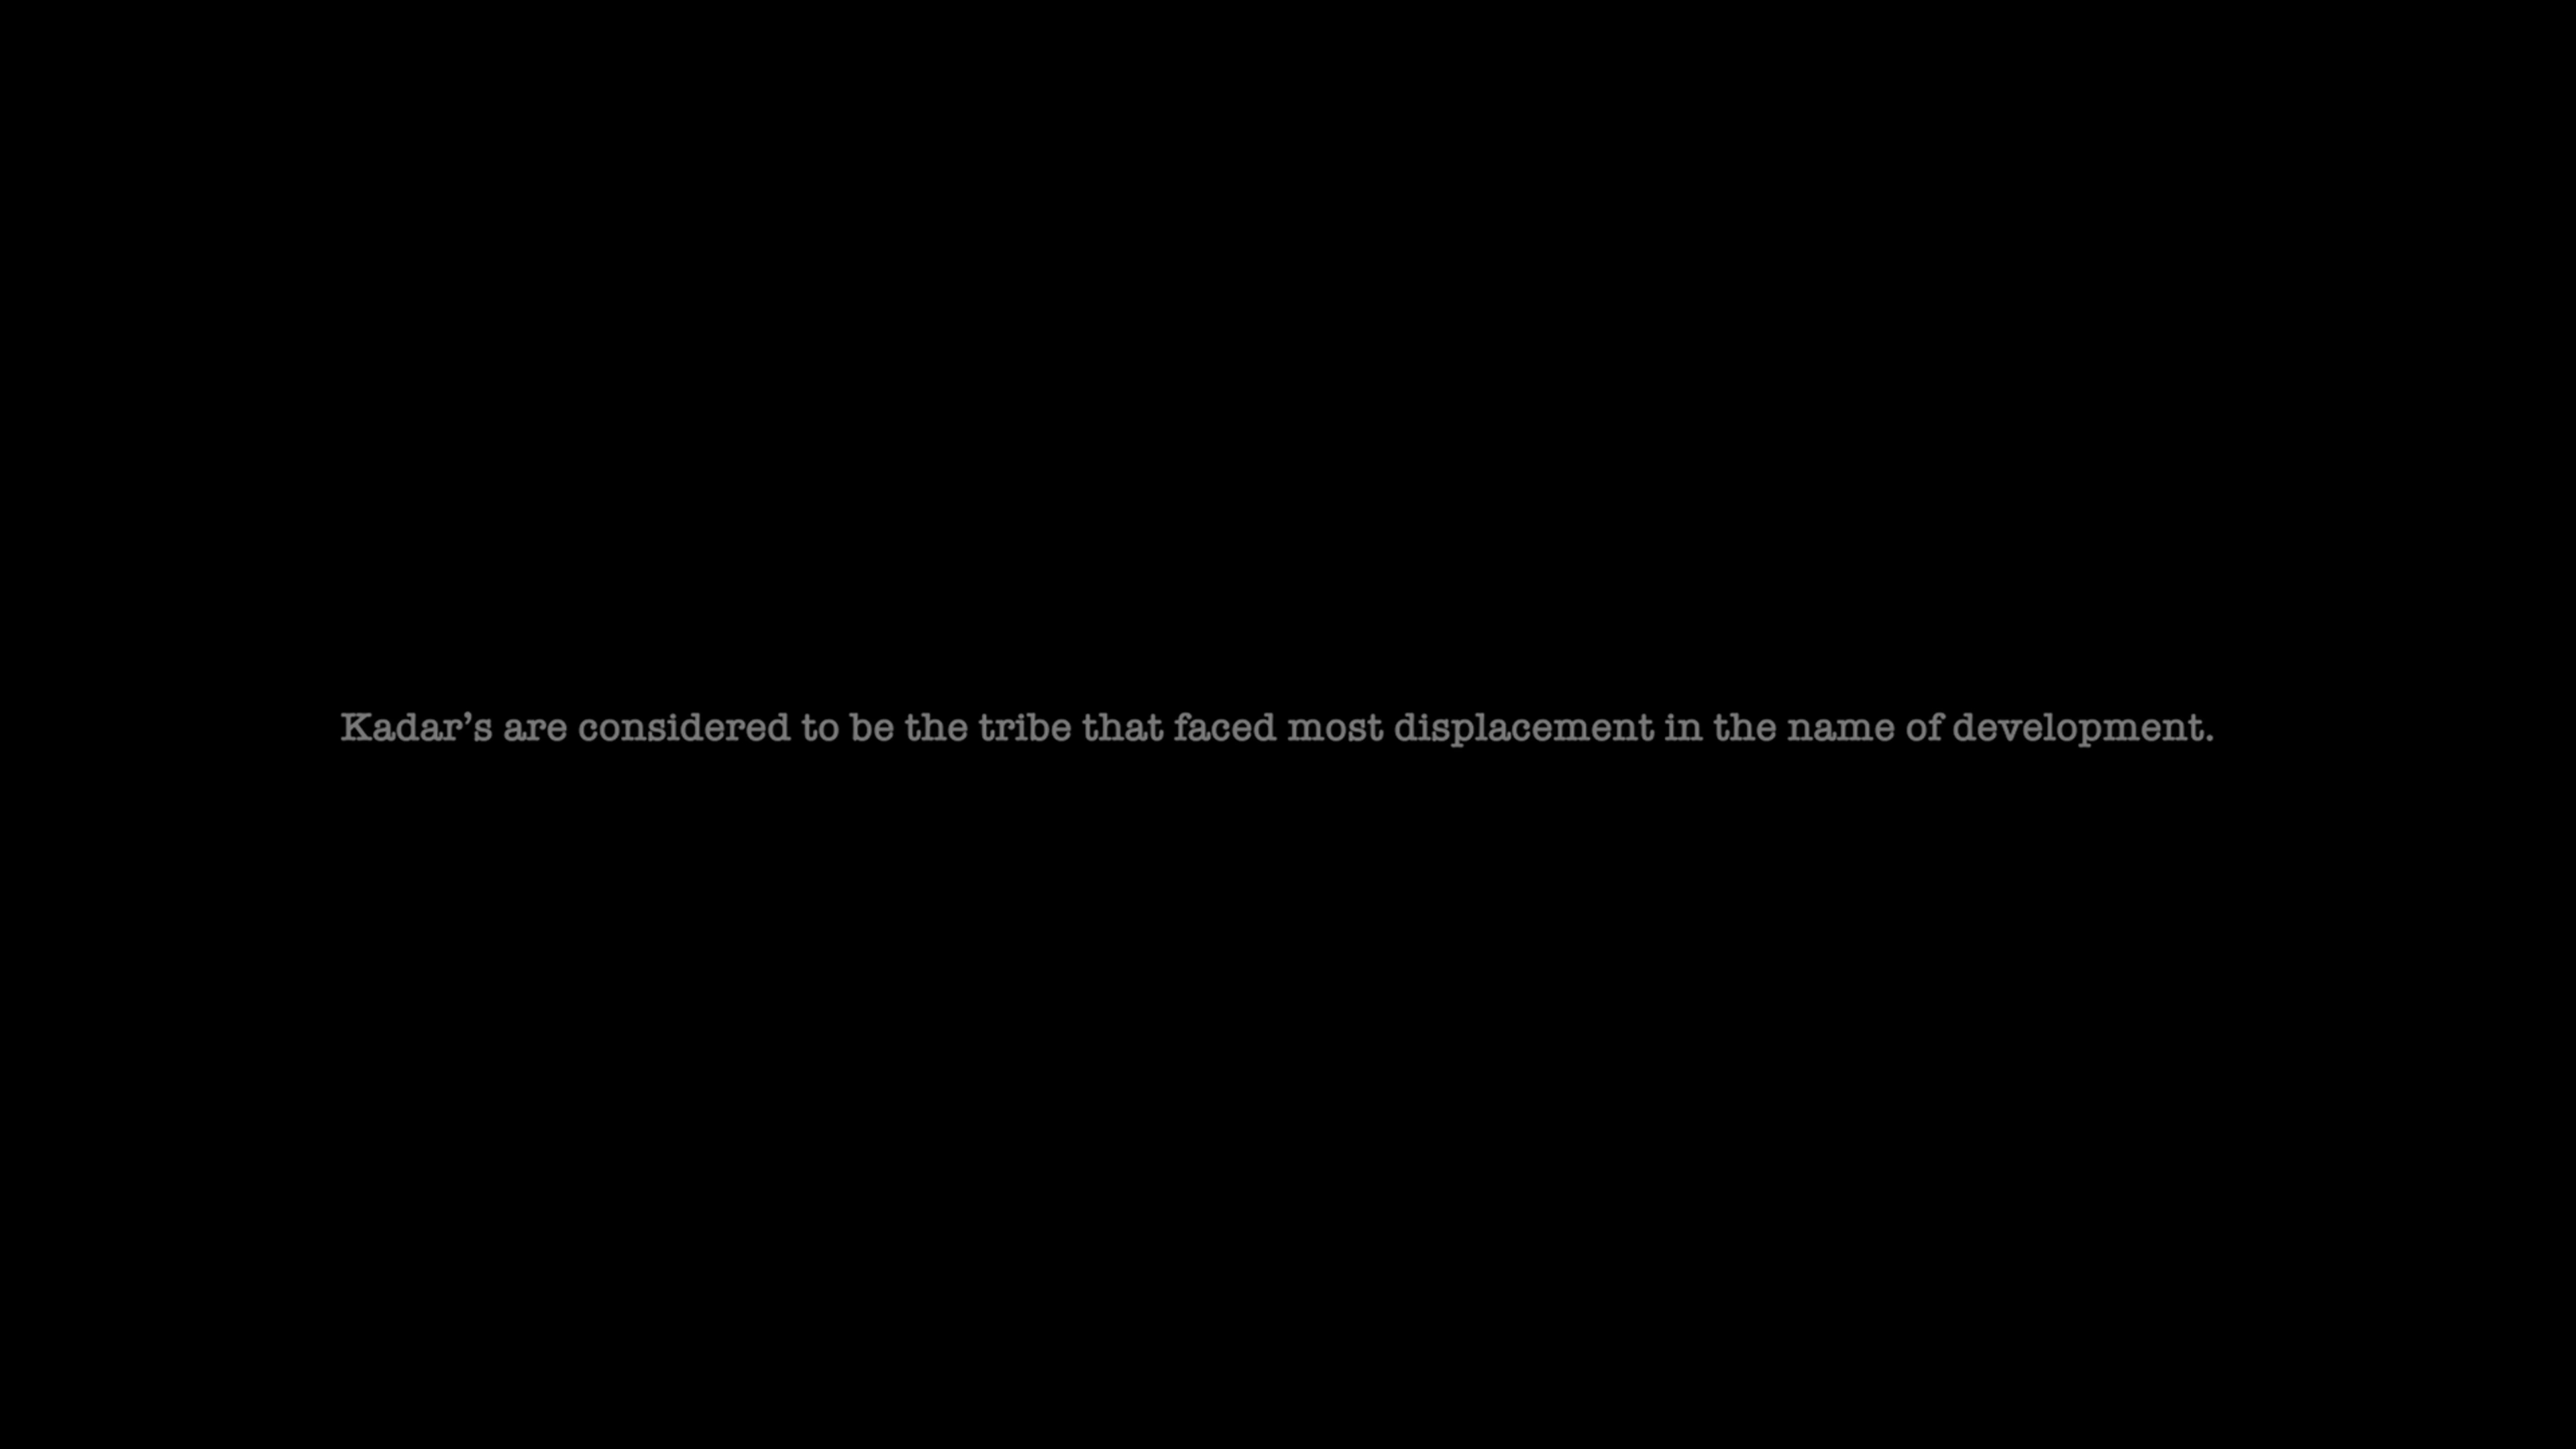 Kadar’s are considered to be the tribe that faced most displacement in the name of development.